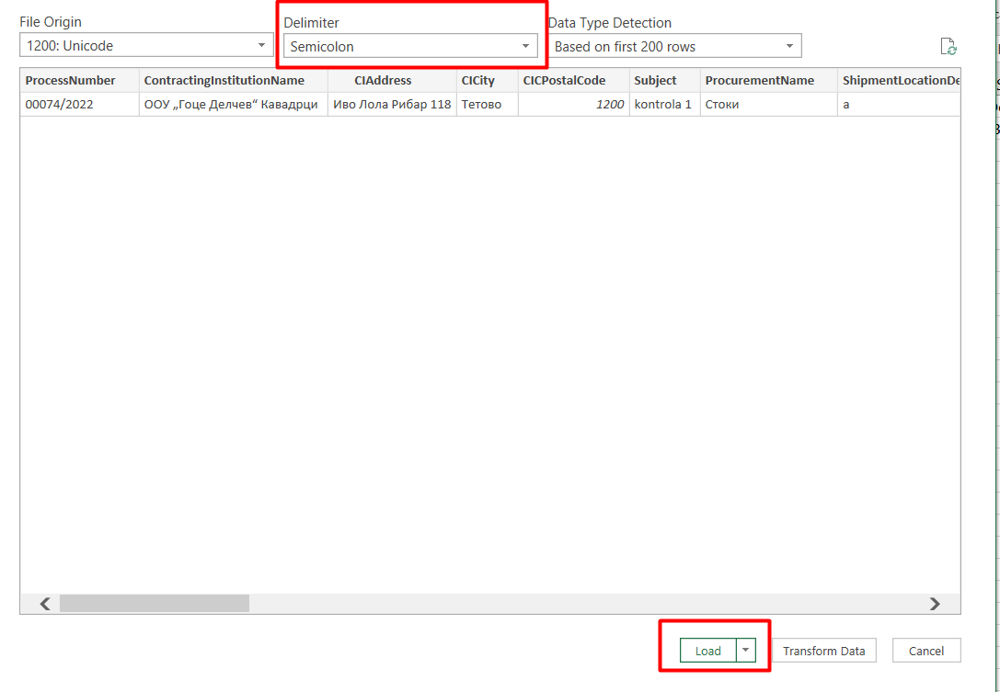 File Origin
Delimiter
Data Type Detection
1200: Unicode
Semicolon
Based on first 200 rows
ProcessNumber ContractingInstitutionName CIAddress CICity CICPostalCode Subject ProcurementName ShipmentLocationDe
00074/2022 ООУ „Гоце Делчев“ Кавадрци Иво Лола Рибар 118 Тетово 1200 kontrola 1 Стоки а
Load
Transform Data
Cancel